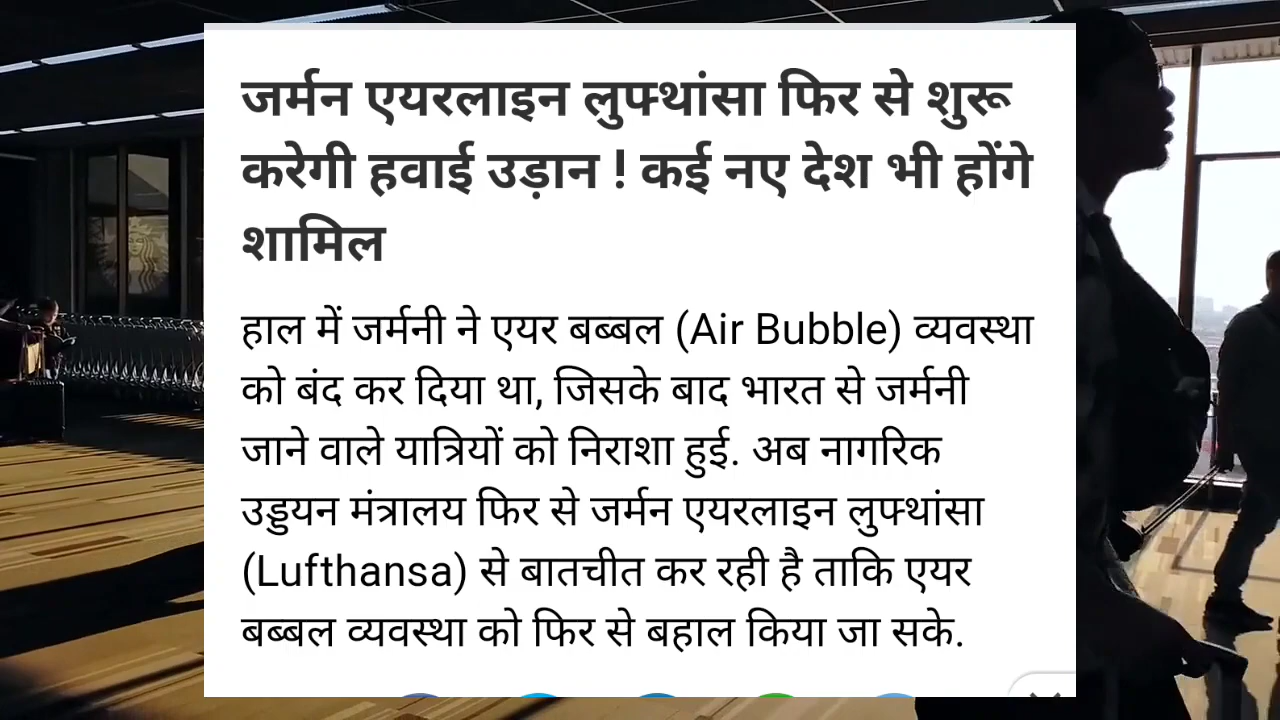 जर्मन एयरलाइन लुफ्थांसा फिर से शुरू
करेगी हवाई उड़ान ! कई नए देश भी होंगे
शामिल
हाल में जर्मनी ने एयर बब्बल (Air Bubble) व्यवस्था
को बंद कर दिया था, जिसके बाद भारत से जर्मनी
जाने वाले यात्रियों को निराशा हुई. अब नागरिक
उड्डयन मंत्रालय फिर से जर्मन एयरलाइन लुफ्थांसा
(Lufthansa) से बातचीत कर रही है ताकि एयर
बब्बल व्यवस्था को फिर से बहाल किया जा सके.